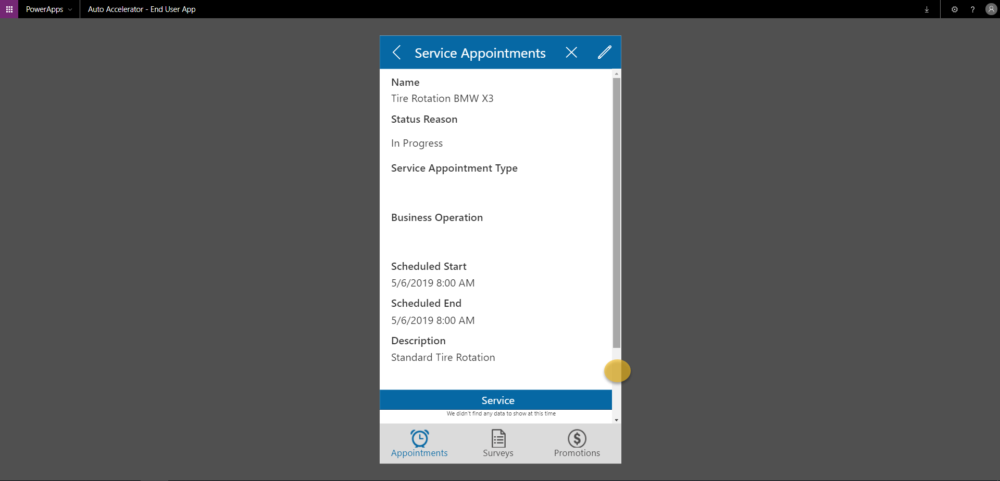 PowerApps
Auto Accelerator - End User App
?
Service Appointments
Name
Tire Rotation BMW X3
Status Reason
In Progress
Service Appointment Type
Business Operation
Scheduled Start
5/6/2019 8:00 AM
Scheduled End
5/6/2019 8:00 AM
Description
Standard Tire Rotation
Service
We didn't find any data to show at this time
$
Appointments Surveys Promotions